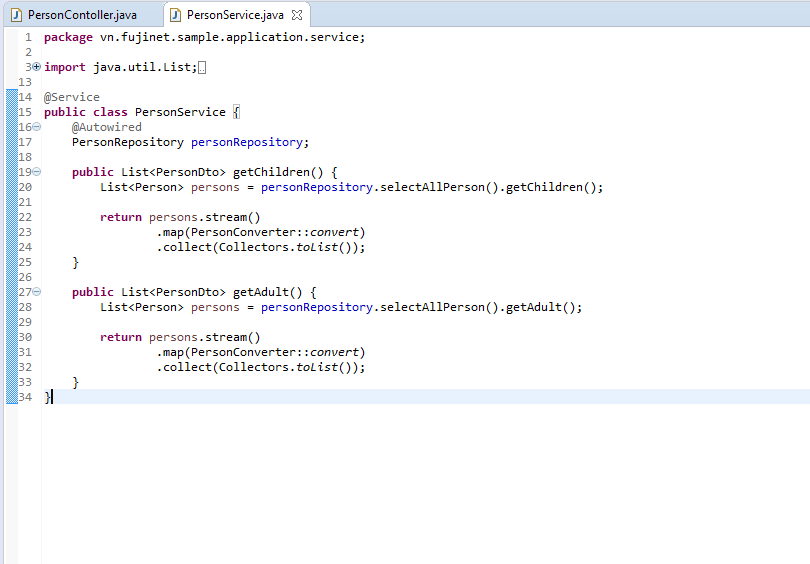 PersonContoller.java PersonService.java
1 package vn.fujinet.sample.application.service;
2
3 import java.util.List;
13
14 @Service
15 public class PersonService {
16     @Autowired
17     PersonRepository personRepository;
18
19     public List<PersonDto> getChildren() {
20         List<Person> persons = personRepository.selectAllPerson().getChildren();
21
22         return persons.stream()
23                 .map(PersonConverter::convert)
24                 .collect(Collectors.toList());
25     }
26
27     public List<PersonDto> getAdult() {
28         List<Person> persons = personRepository.selectAllPerson().getAdult();
29
30         return persons.stream()
31                 .map(PersonConverter::convert)
32                 .collect(Collectors.toList());
33     }
34 }